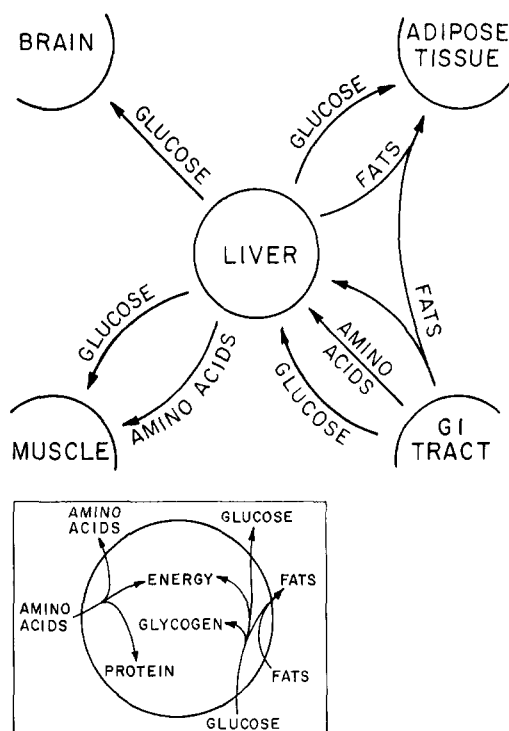 BRAIN
ADIPOSE
TISSUE
GLUCOSE
GLUCOSE
FATS
LIVER
GLUCOSE
AMINO ACIDS
FATS
AMINO
ACIDS
GLUCOSE
MUSCLE
GI
TRACT
AMINO
ACIDS
GLUCOSE
ENERGY
FATS
AMINO
ACIDS
GLYCOGEN
PROTEIN
FATS
GLUCOSE